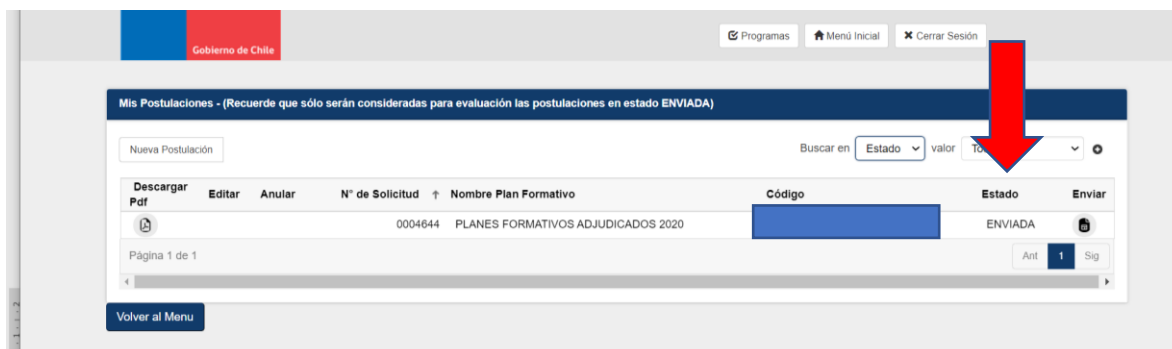 Gobierno de Chile
Programas Menú Inicial Cerrar Sesión
Mis Postulaciones - (Recuerde que sólo serán consideradas para evaluación las postulaciones en estado ENVIADA)
Nueva Postulación Buscar en Estado valor
Descargar Pdf Editar Anular N° de Solicitud ↑ Nombre Plan Formativo Código Estado Enviar
0004644 PLANES FORMATIVOS ADJUDICADOS 2020 ENVIADA
Página 1 de 1 Ant 1 Sig
Volver al Menu